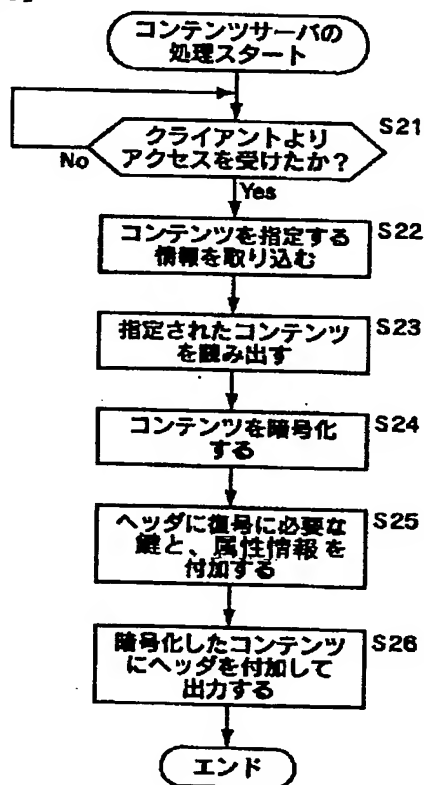 コンテンツサーバの
処理スタート
クライアントより
アクセスを受けたか?
S21
No
Yes
コンテンツを指定する
情報を取り込む
S22
指定されたコンテンツ
を読み出す
S23
コンテンツを暗号化
する
S24
ヘッダに復号に必要な
鍵と、属性情報を
付加する
S25
暗号化したコンテンツ
にヘッダを付加して
出力する
S26
エンド